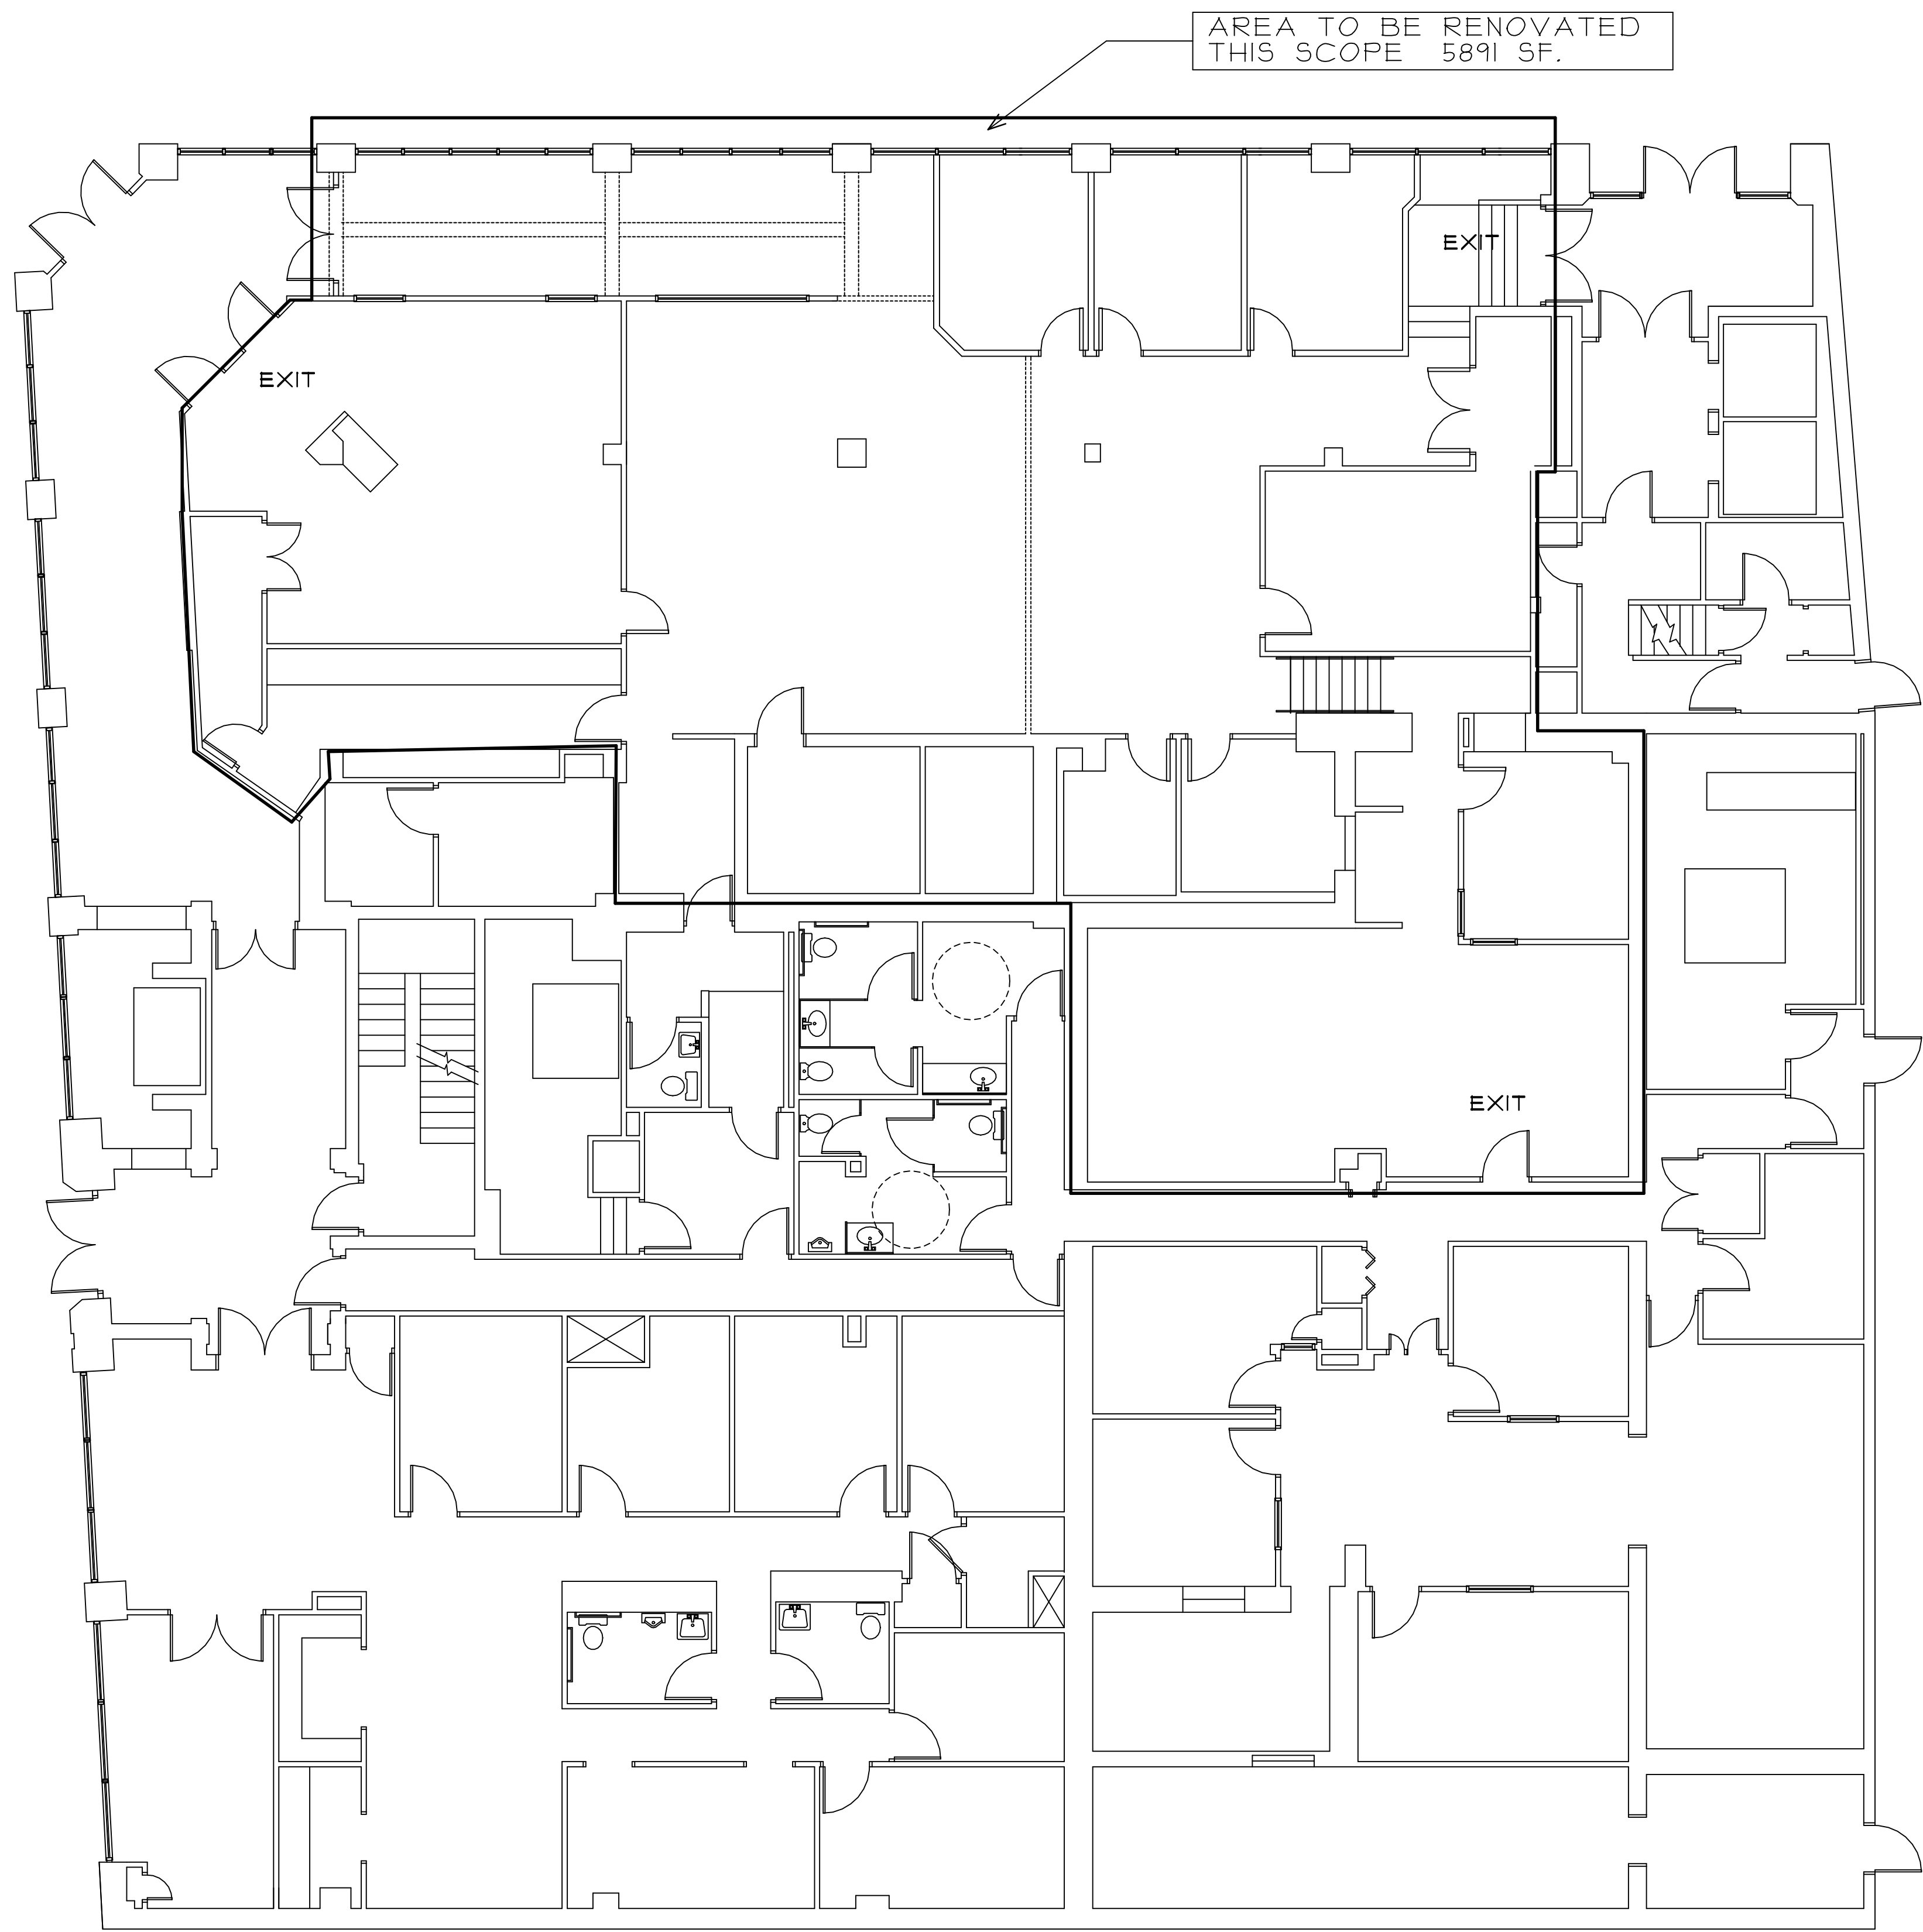 AREA TO BE RENOVATED
THIS SCOPE 5891 SF.
EXIT
EXIT
EXIT